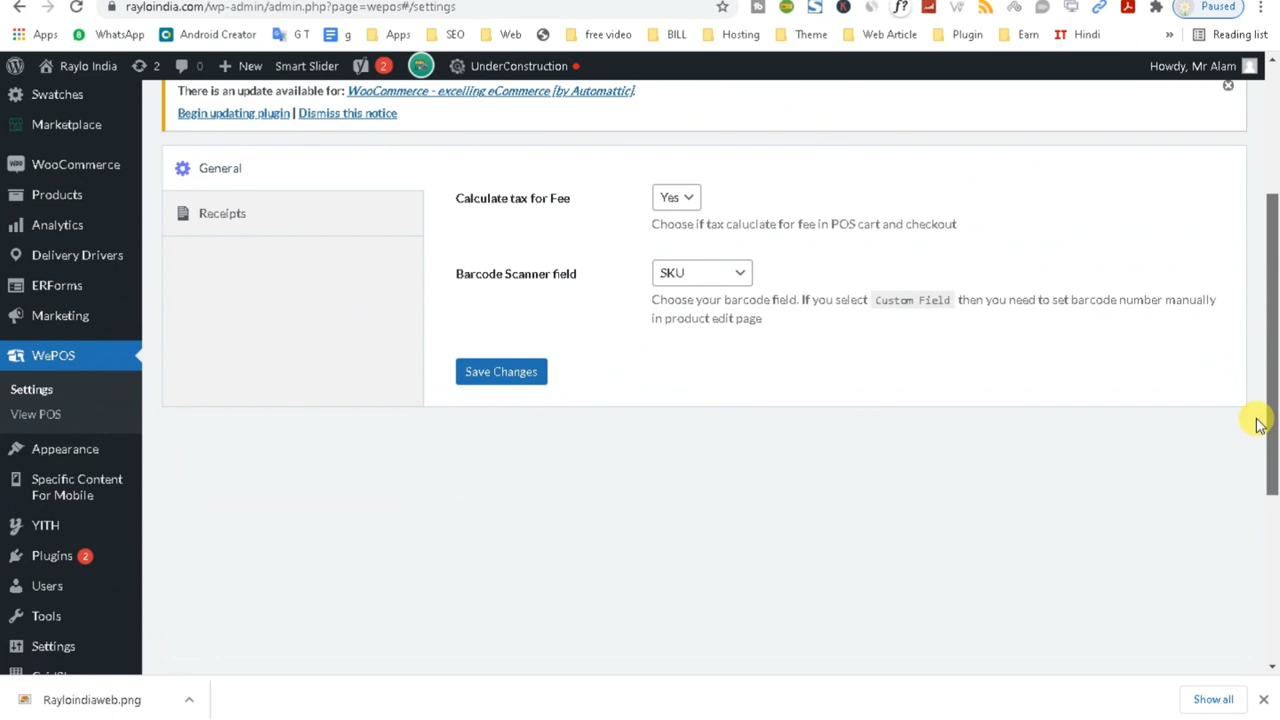 rayloindia.com/wp-admin/admin.php?page=wepos#/settings
Paused
Apps WhatsApp Android Creator G T g Apps SEO Web free video BILL Hosting Theme Web Article Plugin Earn IT Hindi » Reading list
Raylo India 2 0 + New Smart Slider 2 UnderConstruction Howdy, Mr Alam
There is an update available for: WooCommerce - excelling eCommerce [by Automattic].
Begin updating plugin | Dismiss this notice
Swatches
Marketplace
WooCommerce
Products
Analytics
Delivery Drivers
ERForms
Marketing
WePOS
Settings
View POS
Appearance
Specific Content
For Mobile
YITH
Plugins 2
Users
Tools
Settings
General
Receipts
Calculate tax for Fee Yes
Choose if tax caluclate for fee in POS cart and checkout
Barcode Scanner field SKU
Choose your barcode field. If you select Custom Field then you need to set barcode number manually
in product edit page
Save Changes
Rayloindiaweb.png
Show all